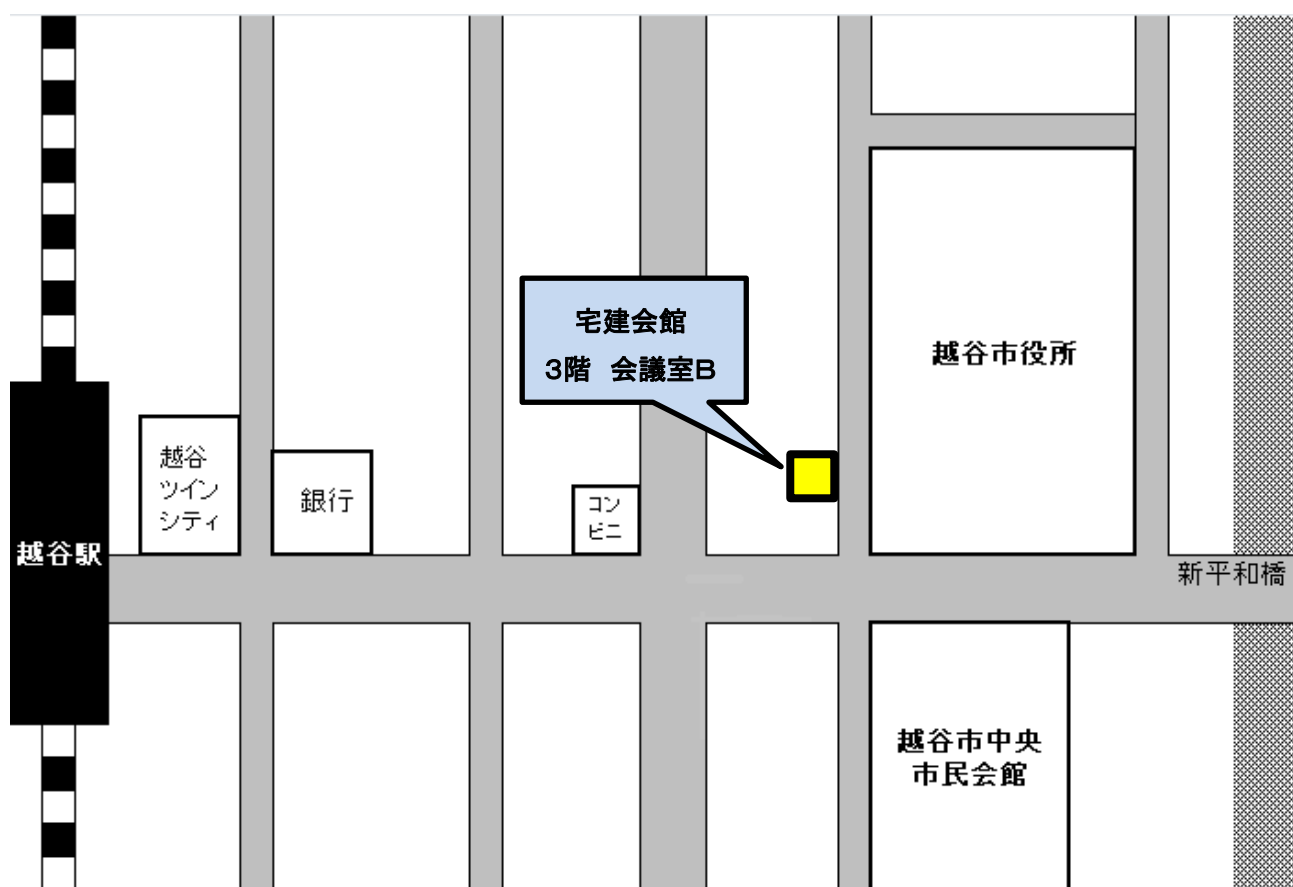 宅建会館
3階 会議室B
越谷市役所
越谷
ツイン
シティ
銀行
コン
ビニ
越谷駅
新平和橋
越谷市中央
市民会館